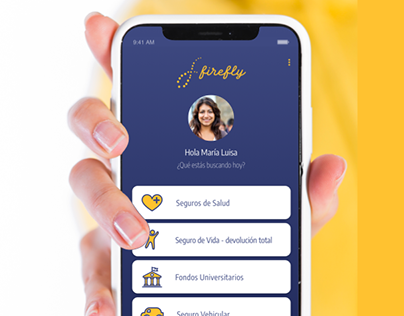 9:41 AM
firefly
Hola María Luisa
¿Qué estás buscando hoy?
Seguros de Salud
Seguro de Vida - devolución total
Fondos Universitarios
Seguro Vehicular